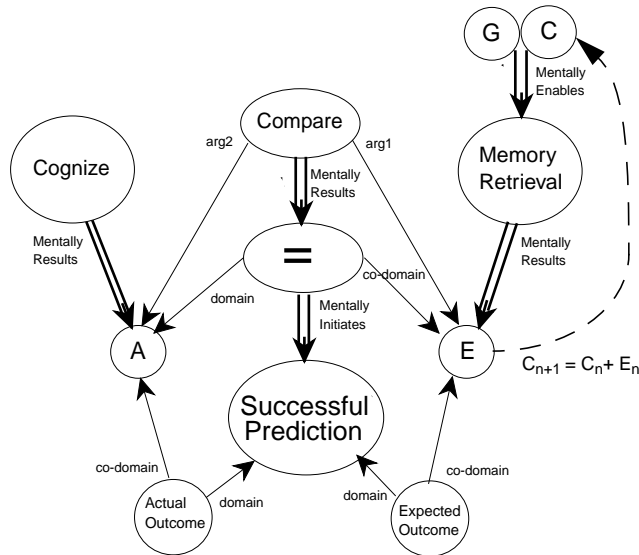 G
C
Mentally
Enables
Compare
arg2
arg1
Cognize
Memory
Retrieval
Mentally
Results
Mentally
Results
Mentally
Results
=
domain
co-domain
Mentally
Initiates
A
E
C_{n+1} = C_n + E_n
Successful
Prediction
co-domain
co-domain
domain
domain
Actual
Outcome
Expected
Outcome